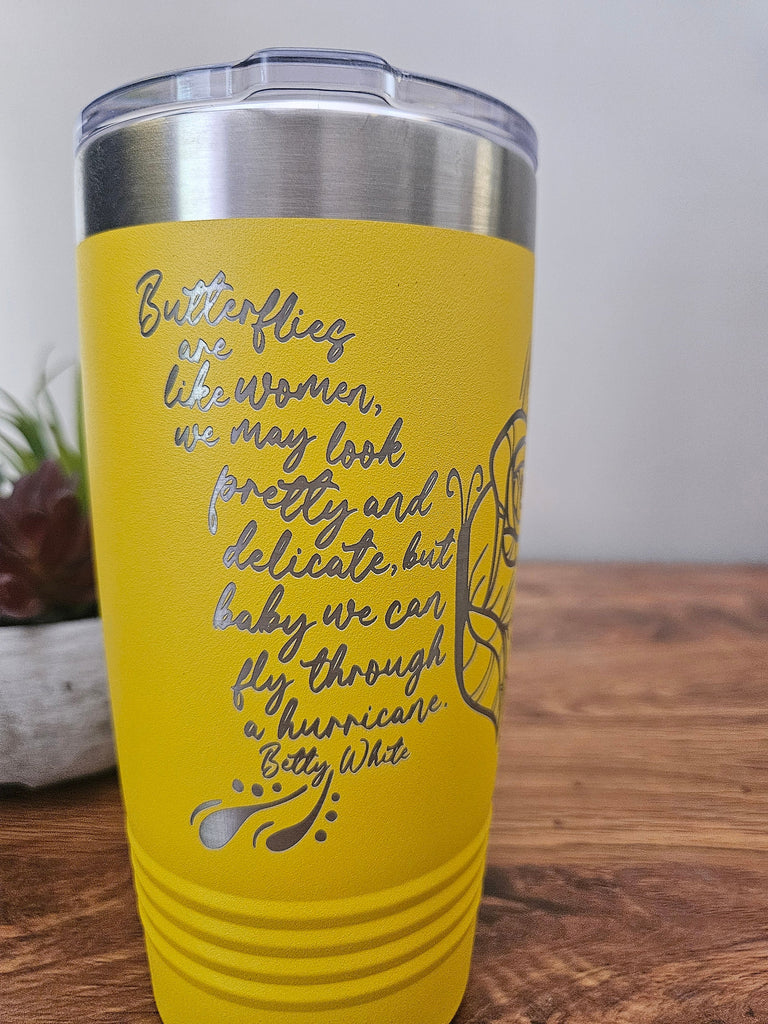 Butterflies
are
like women,
we may look
pretty and
delicate, but
baby we can
fly through
a hurricane.
Betty White